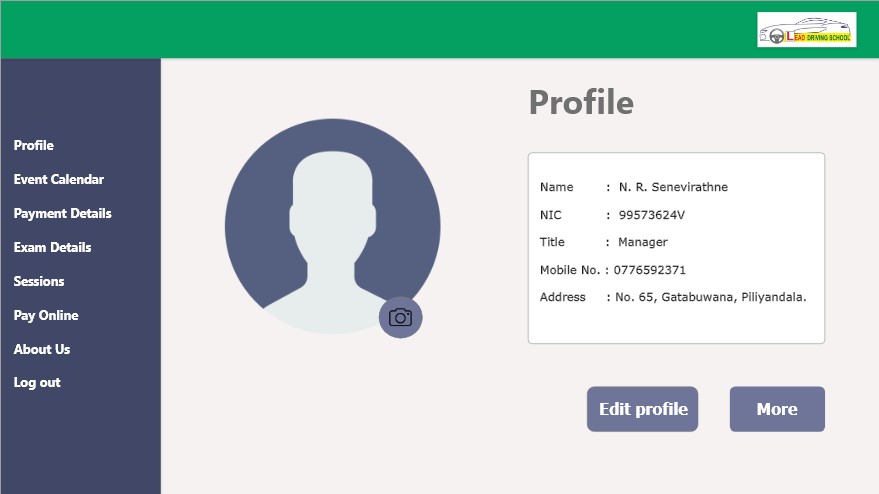 LEAD DRIVING SCHOOL
Profile
Event Calendar
Payment Details
Exam Details
Sessions
Pay Online
About Us
Log out
Profile
Name : N. R. Senevirathne
NIC : 99573624V
Title : Manager
Mobile No. : 0776592371
Address : No. 65, Gatabuwana, Piliyandala.
Edit profile
More